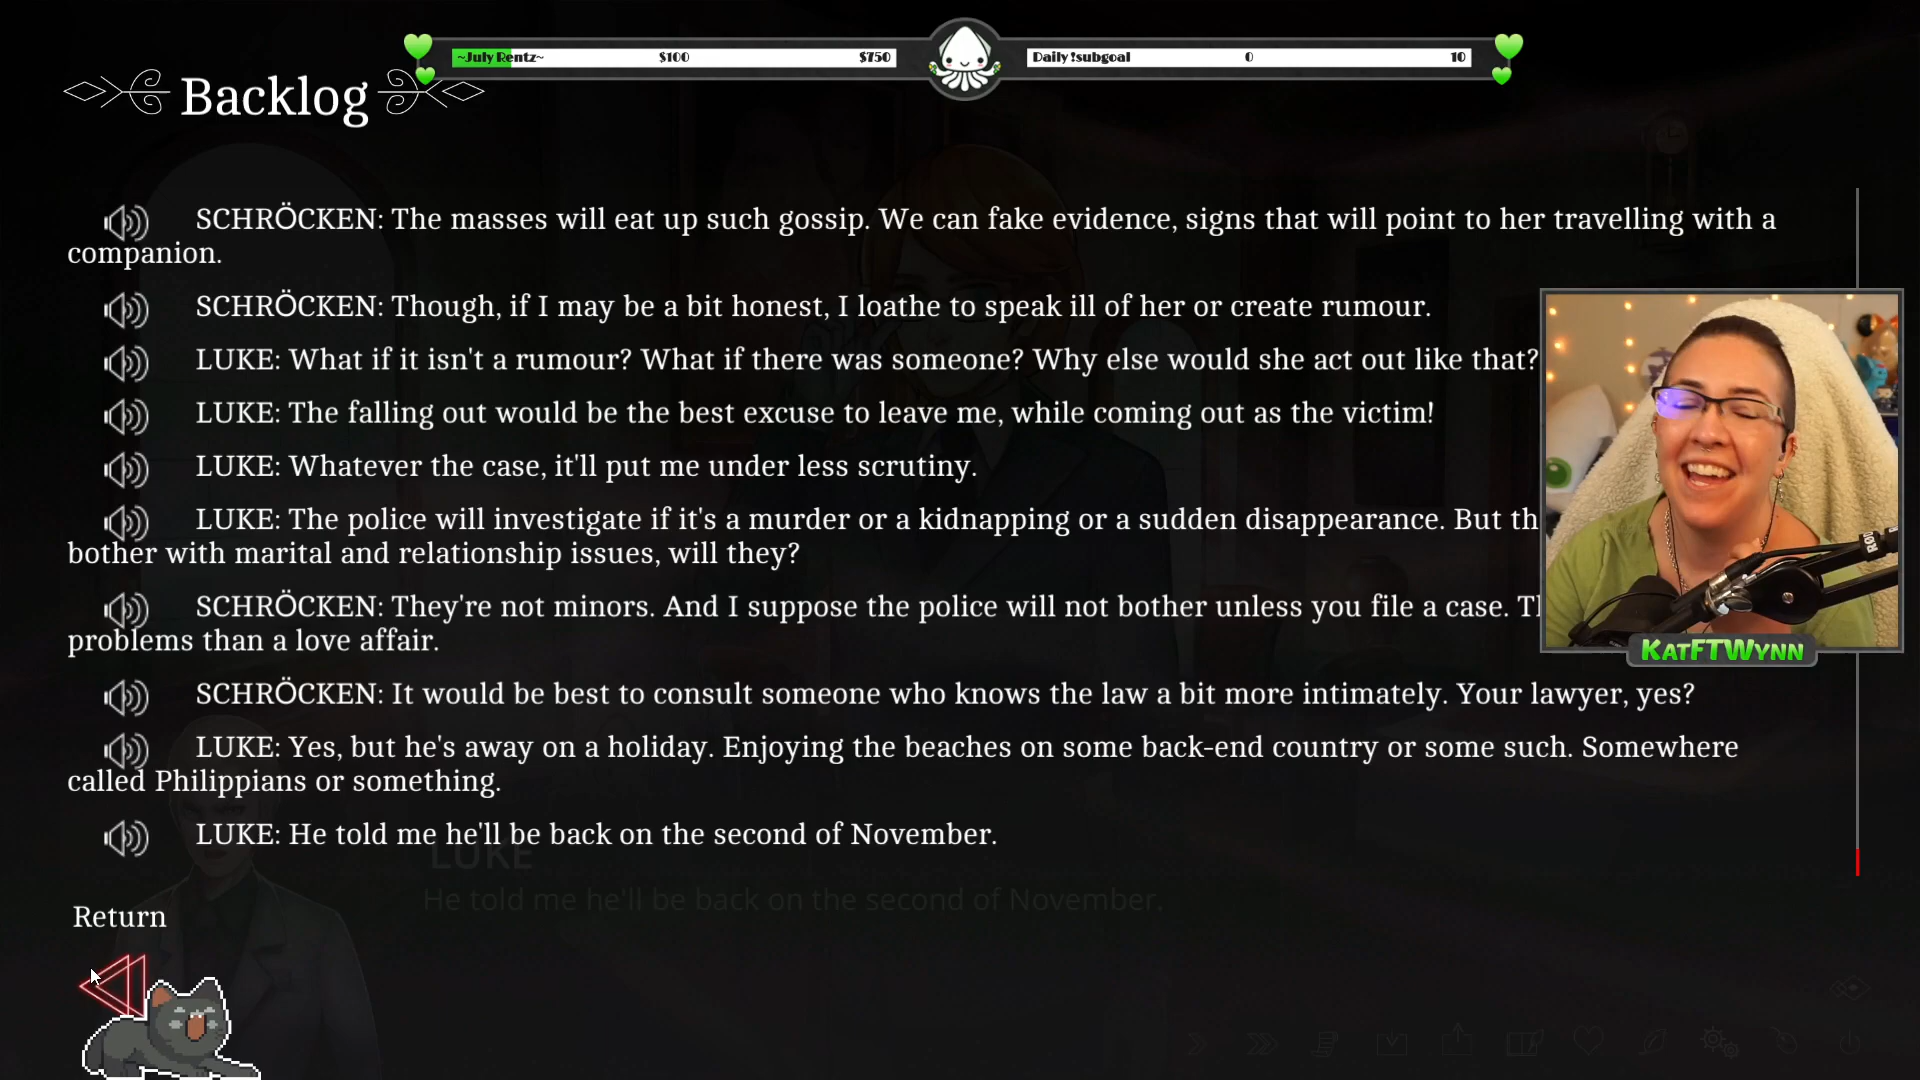 ~July Rentz~ $100 $750
Daily !subgoal 0 10
Backlog
SCHRÖCKEN: The masses will eat up such gossip. We can fake evidence, signs that will point to her travelling with a
companion.
SCHRÖCKEN: Though, if I may be a bit honest, I loathe to speak ill of her or create rumour.
LUKE: What if it isn't a rumour? What if there was someone? Why else would she act out like that?
LUKE: The falling out would be the best excuse to leave me, while coming out as the victim!
LUKE: Whatever the case, it'll put me under less scrutiny.
LUKE: The police will investigate if it's a murder or a kidnapping or a sudden disappearance. But
bother with marital and relationship issues, will they?
SCHRÖCKEN: They're not minors. And I suppose the police will not bother unless you file a case.
problems than a love affair.
SCHRÖCKEN: It would be best to consult someone who knows the law a bit more intimately. Your lawyer, yes?
LUKE: Yes, but he's away on a holiday. Enjoying the beaches on some back-end country or some such. Somewhere
called Philippians or something.
LUKE: He told me he'll be back on the second of November.
LUKE
He told me he'll be back on the second of November.
Return
KATFTWYNN
RØDE